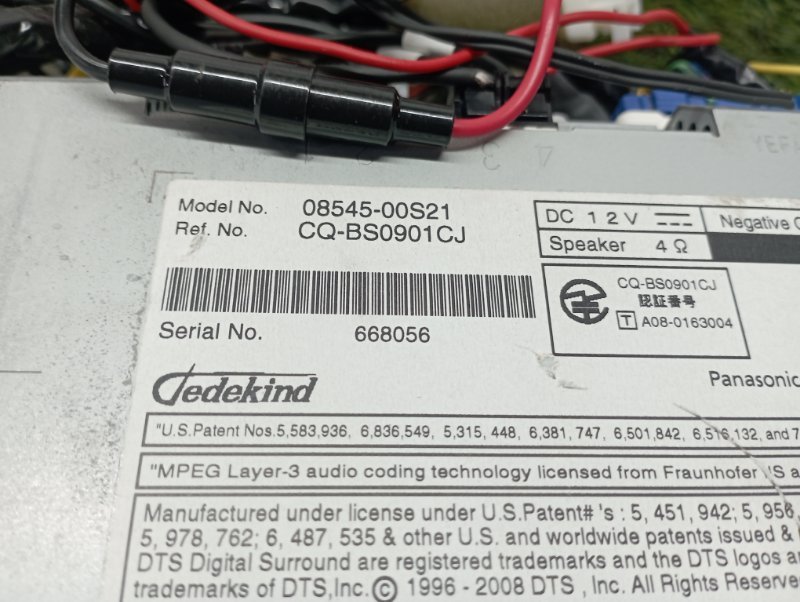 Model No. 08545-00S21
Ref. No. CQ-BS0901CJ
DC 12V Negative
Speaker 4Ω
CQ-BS0901CJ
認証番号
T A08-0163004
Serial No. 668056
Panasonic
Gedekind
"U.S.Patent Nos.5,583,936, 6,836,549, 5,315,448, 6,381,747, 6,501,842, 6,516,132, and 7
"MPEG Layer-3 audio coding technology licensed from Fraunhofer IIS a
Manufactured under license under U.S.Patent# 's : 5, 451, 942; 5, 956,
5, 978, 762; 6, 487, 535 & other U.S. and worldwide patents issued &
DTS Digital Surround are registered trademarks and the DTS logos a
trademarks of DTS,Inc.© 1996 - 2008 DTS , Inc. All Rights Reserve